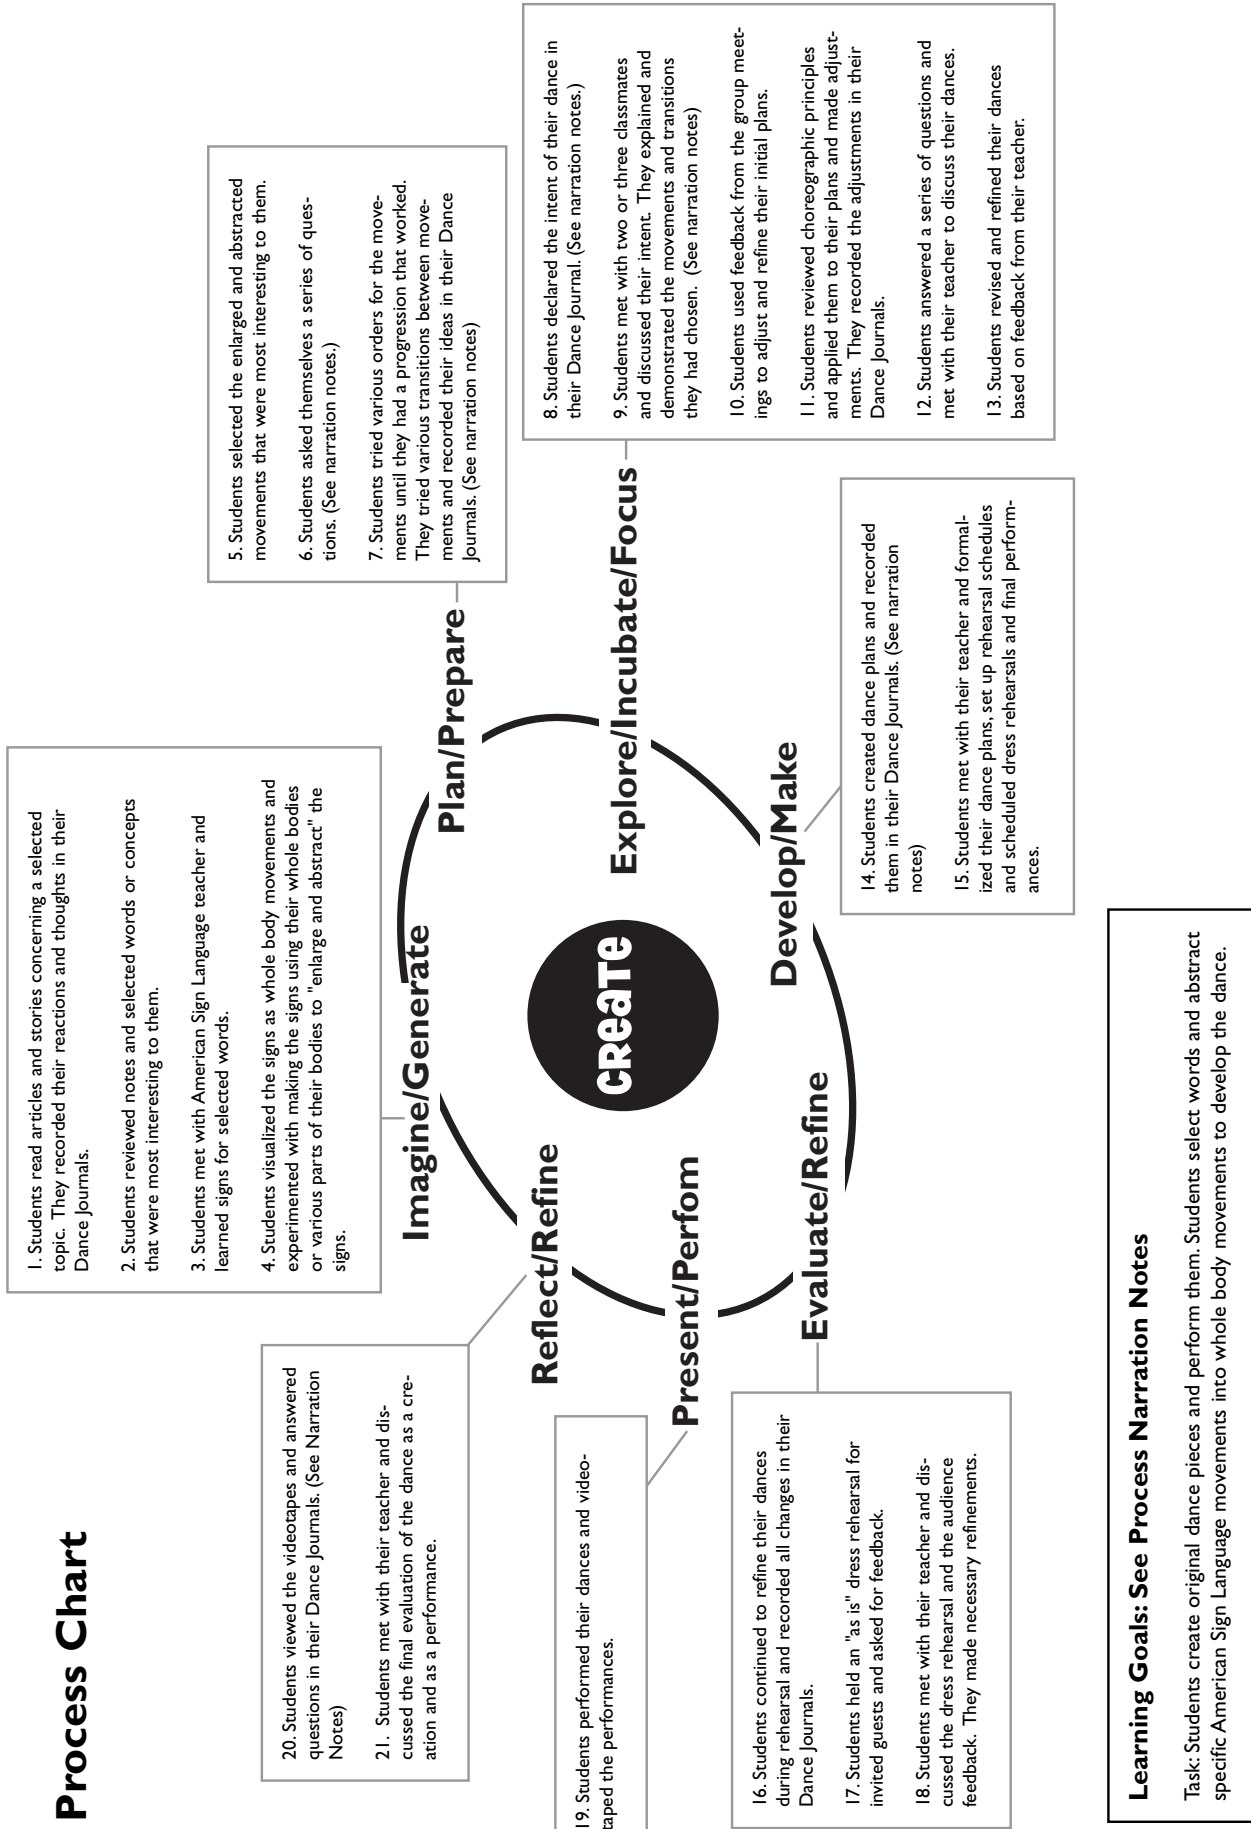 Process Chart
1. Students read articles and stories concerning a selected
topic.  They recorded their reactions and thoughts in their
Dance Journals.
2. Students reviewed notes and selected words or concepts
that were most interesting to them.
3. Students met with American Sign Language teacher and
learned signs for selected words.
4. Students visualized the signs as whole body movements and
experimented with making the signs using their whole bodies
or various parts of their bodies to "enlarge and abstract" the
signs.
Imagine/Generate
5. Students selected the enlarged and abstracted
movements that were most interesting to them.
6. Students asked themselves a series of ques-
tions. (See narration notes.)
7. Students tried various orders for the move-
ments until they had a progression that worked.
They tried various transitions between move-
ments and recorded their ideas in their Dance
Journals. (See narration notes)
Plan/Prepare
8. Students declared the intent of their dance in
their Dance Journal. (See narration notes.)
9. Students met with two or three classmates
and discussed their intent. They explained and
demonstrated the movements and transitions
they had chosen.  (See narration notes)
10. Students used feedback from the group meet-
ings to adjust and refine their initial plans.
11. Students reviewed choreographic principles
and applied them to their plans and made adjust-
ments. They recorded the adjustments in their
Dance Journals.
12. Students answered a series of questions and
met with their teacher to discuss their dances.
13. Students revised and refined their dances
based on feedback from their teacher.
Explore/Incubate/Focus
14. Students created dance plans and recorded
them in their Dance Journals. (See narration
notes)
15. Students met with their teacher and formal-
ized their dance plans, set up rehearsal schedules
and scheduled dress rehearsals and final perform-
ances.
Develop/Make
CREATE
16. Students continued to refine their dances
during rehearsal and recorded all changes in their
Dance Journals.
17. Students held an "as is" dress rehearsal for
invited guests and asked for feedback.
18. Students met with their teacher and dis-
cussed the dress rehearsal and the audience
feedback.  They made necessary refinements.
Evaluate/Refine
19. Students performed their dances and video-
taped the performances.
Present/Perfom
20. Students viewed the videotapes and answered
questions in their Dance Journals. (See Narration
Notes)
21.  Students met with their teacher and dis-
cussed the final evaluation of the dance as a cre-
ation and as a performance.
Reflect/Refine
Learning Goals: See Process Narration Notes
Task: Students create original dance pieces and perform them. Students select words and abstract
specific American Sign Language movements into whole body movements to develop the dance.